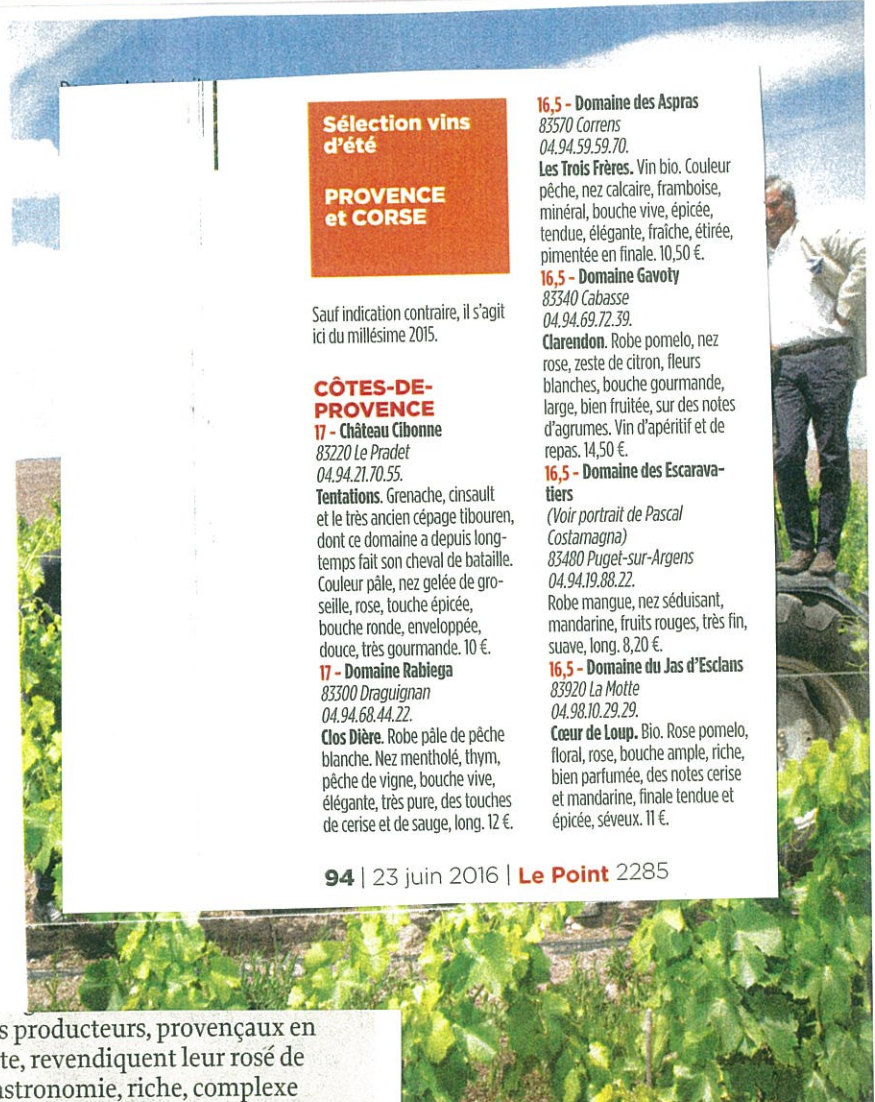 Sélection vins
d'été
PROVENCE
et CORSE
Sauf indication contraire, il s'agit
ici du millésime 2015.
CÔTES-DE-
PROVENCE
17 - Château Cibonne
83220 Le Pradet
04.94.21.70.55.
Tentations. Grenache, cinsault
et le très ancien cépage tibouren,
dont ce domaine a depuis long-
temps fait son cheval de bataille.
Couleur pâle, nez gelée de gro-
seille, rose, touche épicée,
bouche ronde, enveloppée,
douce, très gourmande. 10 €.
17 - Domaine Rabiega
83300 Draguignan
04.94.68.44.22.
Clos Dière. Robe pâle de pêche
blanche. Nez mentholé, thym,
pêche de vigne, bouche vive,
élégante, très pure, des touches
de cerise et de sauge, long. 12 €.
16,5 - Domaine des Aspras
83570 Correns
04.94.59.59.70.
Les Trois Frères. Vin bio. Couleur
pêche, nez calcaire, framboise,
minéral, bouche vive, épicée,
tendue, élégante, fraîche, étirée,
pimentée en finale. 10,50 €.
16,5 - Domaine Gavoty
83340 Cabasse
04.94.69.72.39.
Clarendon. Robe pomelo, nez
rose, zeste de citron, fleurs
blanches, bouche gourmande,
large, bien fruitée, sur des notes
d'agrumes. Vin d'apéritif et de
repas. 14,50 €.
16,5 - Domaine des Escarava-
tiers
(Voir portrait de Pascal
Costamagna)
83480 Puget-sur-Argens
04.94.19.88.22.
Robe mangue, nez séduisant,
mandarine, fruits rouges, très fin,
suave, long. 8,20 €.
16,5 - Domaine du Jas d'Esclans
83920 La Motte
04.98.10.29.29.
Cœur de Loup. Bio. Rose pomelo,
floral, rose, bouche ample, riche,
bien parfumée, des notes cerise
et mandarine, finale tendue et
épicée, séveux. 11 €.
94 | 23 juin 2016 | Le Point 2285
s producteurs, provençaux en
te, revendiquent leur rosé de
astronomie, riche, complexe